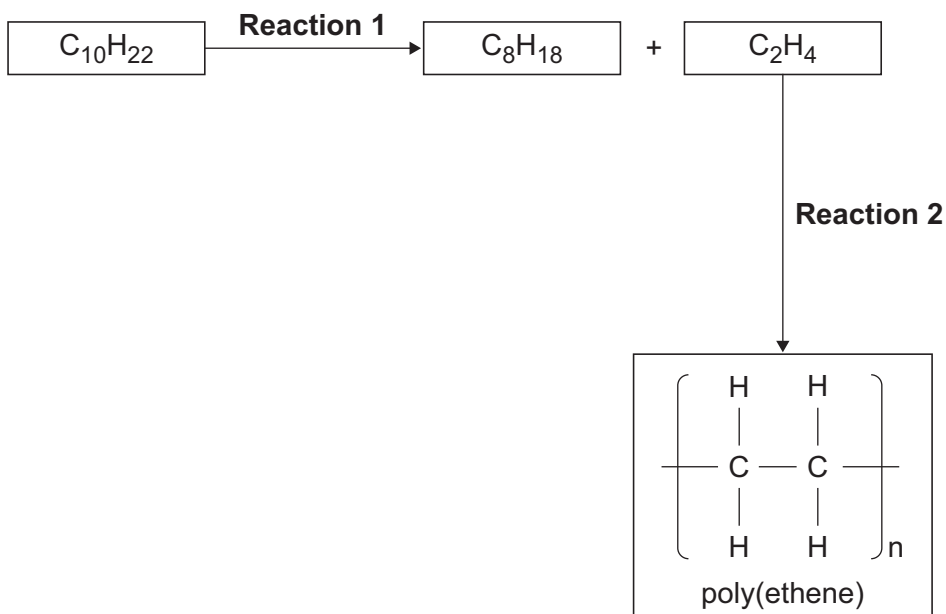 Reaction 1
C₁₀H₂₂
C₈H₁₈
+
C₂H₄
Reaction 2
H H
C C
H H
n
poly(ethene)